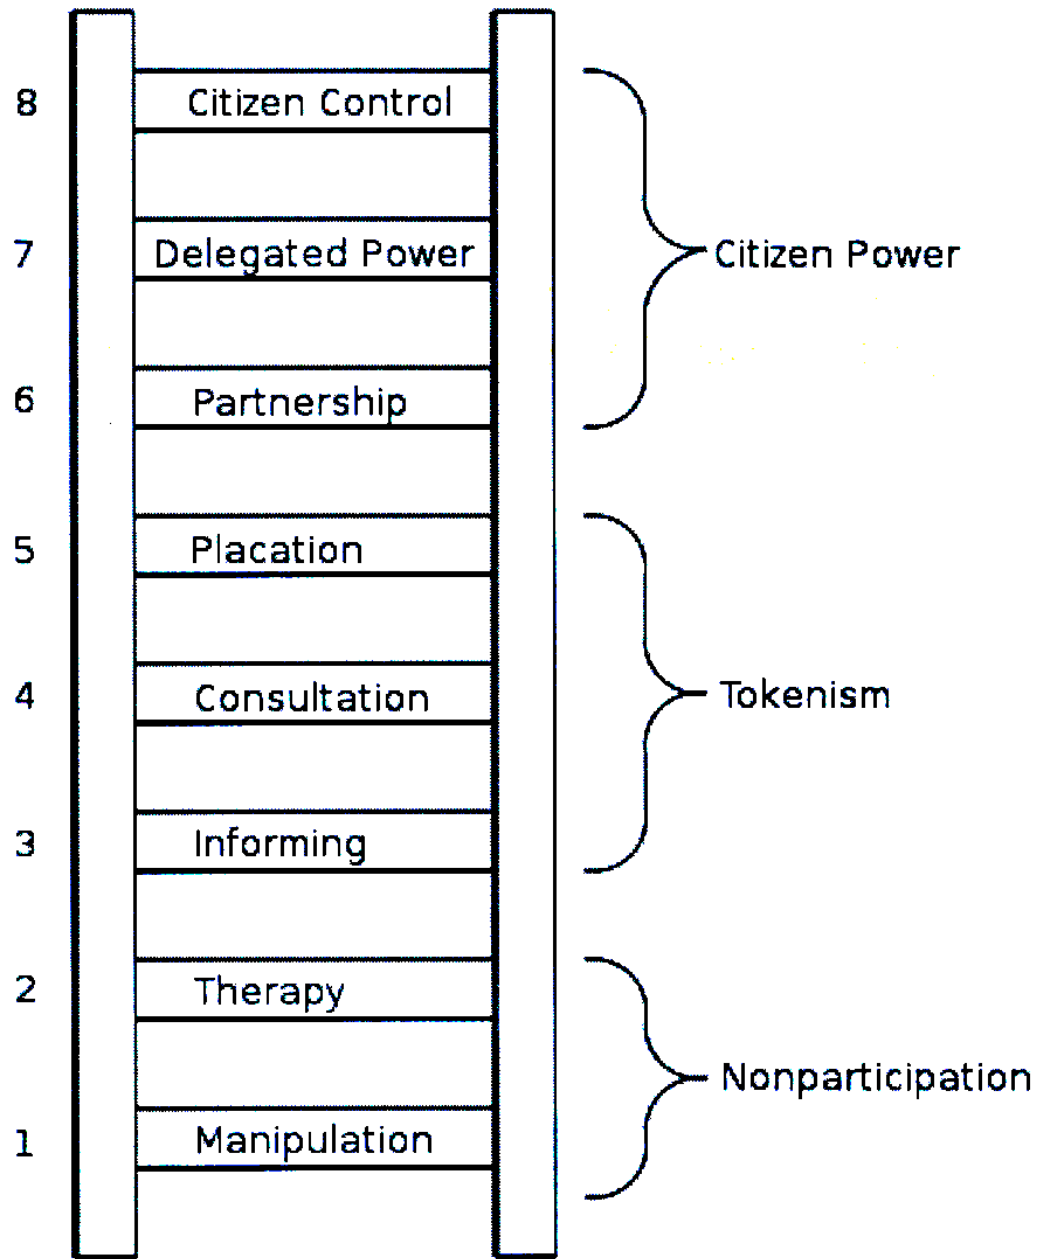 8 Citizen Control
7 Delegated Power
Citizen Power
6 Partnership
5 Placation
4 Consultation
Tokenism
3 Informing
2 Therapy
Nonparticipation
1 Manipulation